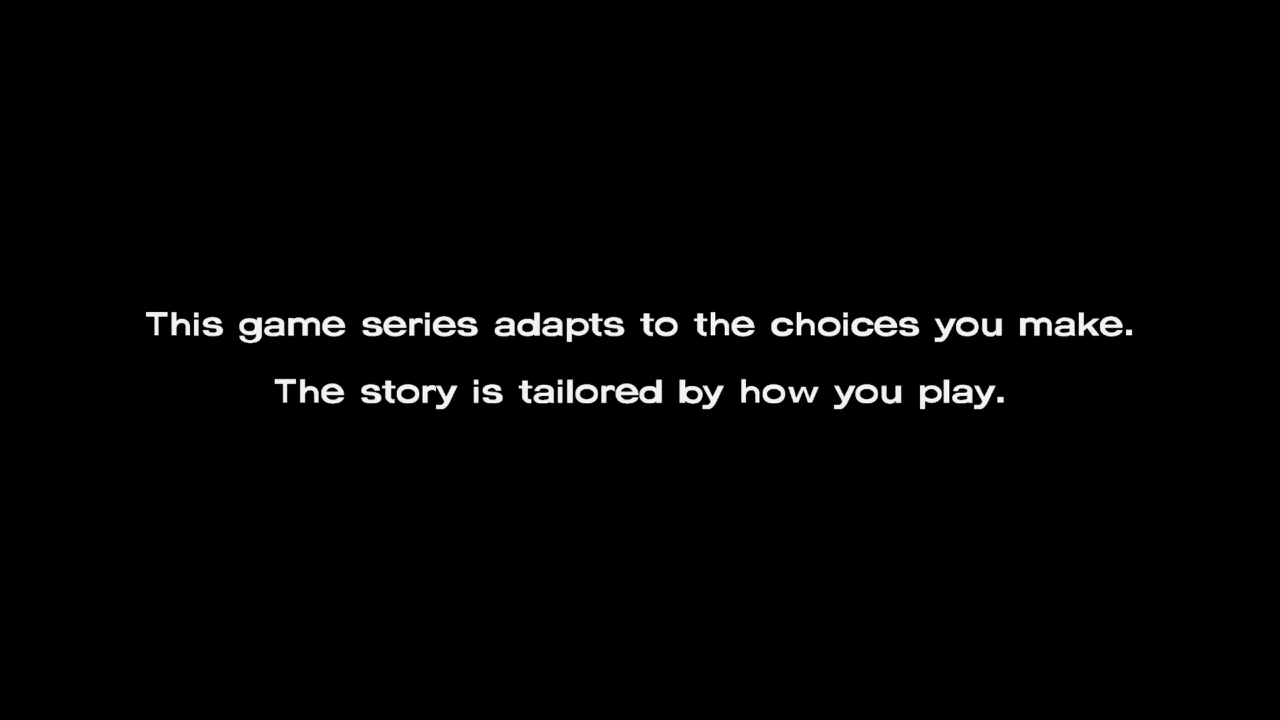 This game series adapts to the choices you make.
The story is tailored by how you play.